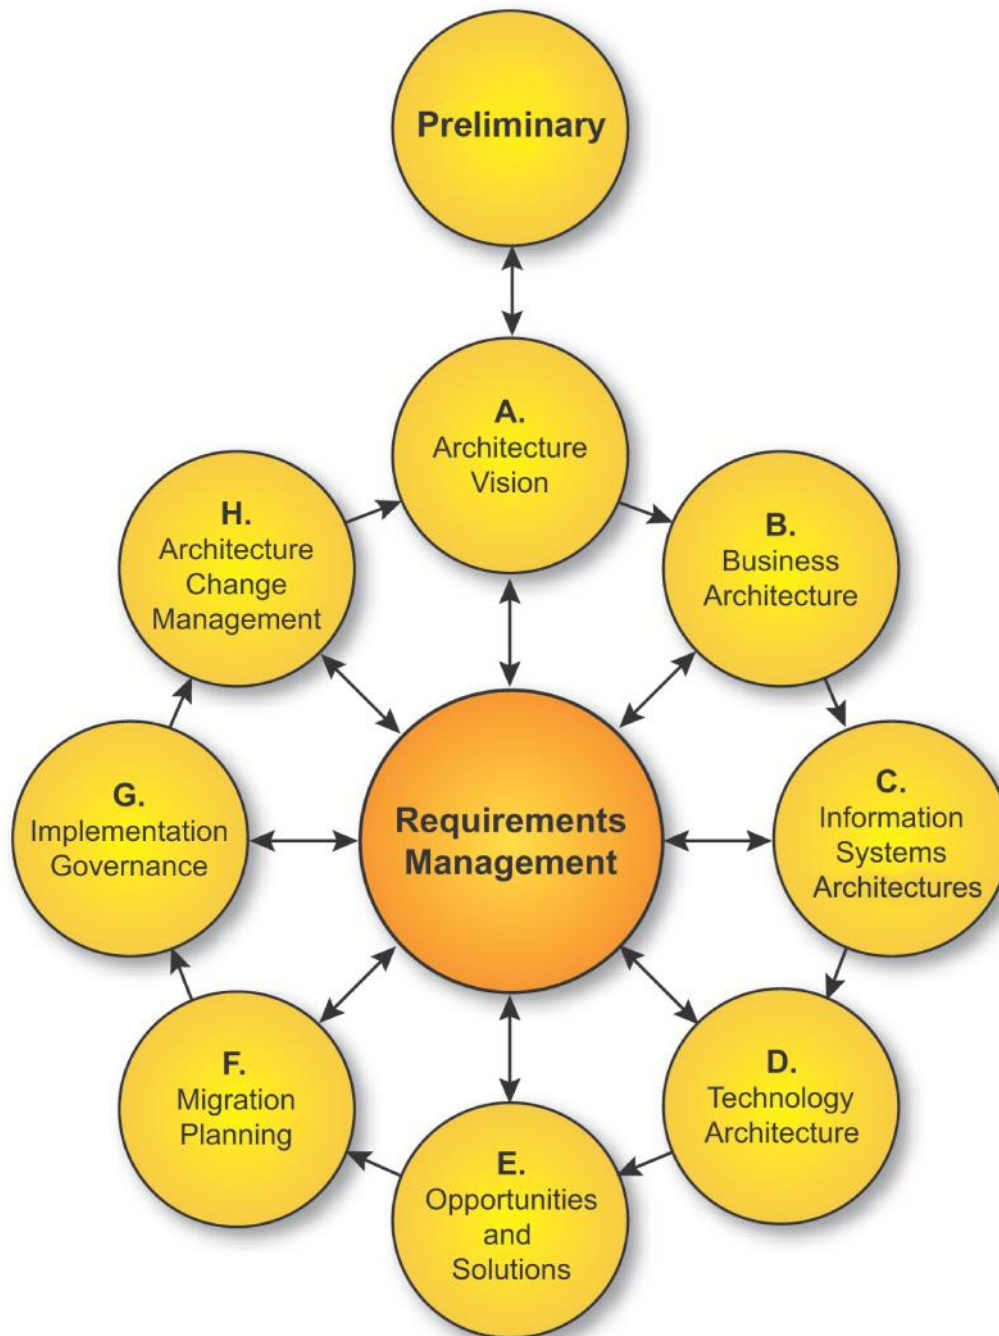 Preliminary
A.
Architecture
Vision
B.
Business
Architecture
C.
Information
Systems
Architectures
D.
Technology
Architecture
E.
Opportunities
and
Solutions
F.
Migration
Planning
G.
Implementation
Governance
H.
Architecture
Change
Management
Requirements
Management